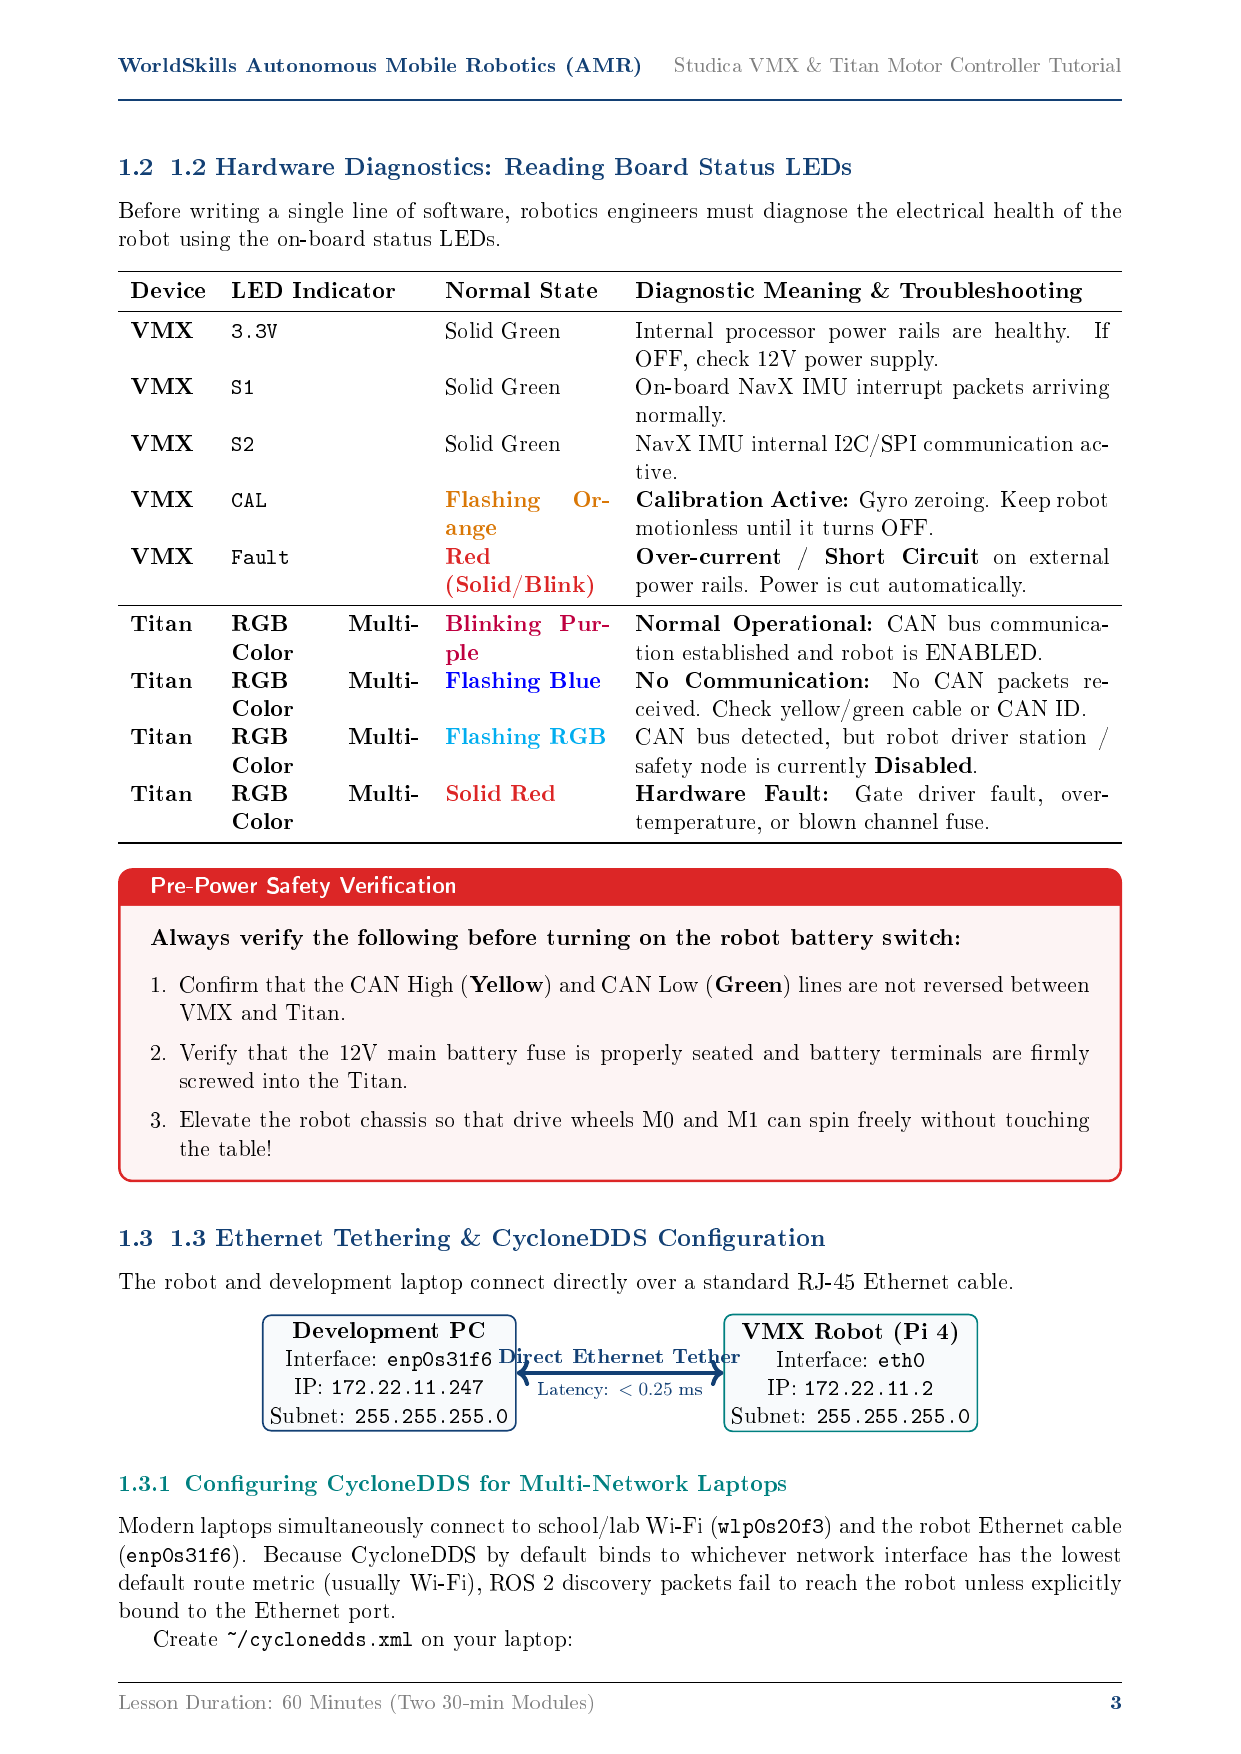 WorldSkills Autonomous Mobile Robotics (AMR) Studica VMX & Titan Motor Controller Tutorial
1.2 1.2 Hardware Diagnostics: Reading Board Status LEDs
Before writing a single line of software, robotics engineers must diagnose the electrical health of the
robot using the on-board status LEDs.
Device LED Indicator Normal State Diagnostic Meaning & Troubleshooting
VMX 3.3V Solid Green Internal processor power rails are healthy. If
OFF, check 12V power supply.
VMX S1 Solid Green On-board NavX IMU interrupt packets arriving
normally.
VMX S2 Solid Green NavX IMU internal I2C/SPI communication ac-
tive.
VMX CAL Flashing Or- Calibration Active: Gyro zeroing. Keep robot
ange motionless until it turns OFF.
VMX Fault Red Over-current / Short Circuit on external
(Solid/Blink) power rails. Power is cut automatically.
Titan RGB Multi- Blinking Pur- Normal Operational: CAN bus communica-
Color ple tion established and robot is ENABLED.
Titan RGB Multi- Flashing Blue No Communication: No CAN packets re-
Color ceived. Check yellow/green cable or CAN ID.
Titan RGB Multi- Flashing RGB CAN bus detected, but robot driver station /
Color safety node is currently Disabled.
Titan RGB Multi- Solid Red Hardware Fault: Gate driver fault, over-
Color temperature, or blown channel fuse.
Pre-Power Safety Verification
Always verify the following before turning on the robot battery switch:
1. Confirm that the CAN High (Yellow) and CAN Low (Green) lines are not reversed between
VMX and Titan.
2. Verify that the 12V main battery fuse is properly seated and battery terminals are firmly
screwed into the Titan.
3. Elevate the robot chassis so that drive wheels M0 and M1 can spin freely without touching
the table!
1.3 1.3 Ethernet Tethering & CycloneDDS Configuration
The robot and development laptop connect directly over a standard RJ-45 Ethernet cable.
Development PC
Interface: enp0s31f6
IP: 172.22.11.247
Subnet: 255.255.255.0
Direct Ethernet Tether
Latency: < 0.25 ms
VMX Robot (Pi 4)
Interface: eth0
IP: 172.22.11.2
Subnet: 255.255.255.0
1.3.1 Configuring CycloneDDS for Multi-Network Laptops
Modern laptops simultaneously connect to school/lab Wi-Fi (wlp0s20f3) and the robot Ethernet cable
(enp0s31f6). Because CycloneDDS by default binds to whichever network interface has the lowest
default route metric (usually Wi-Fi), ROS 2 discovery packets fail to reach the robot unless explicitly
bound to the Ethernet port.
Create ~/cyclonedds.xml on your laptop:
Lesson Duration: 60 Minutes (Two 30-min Modules) 3